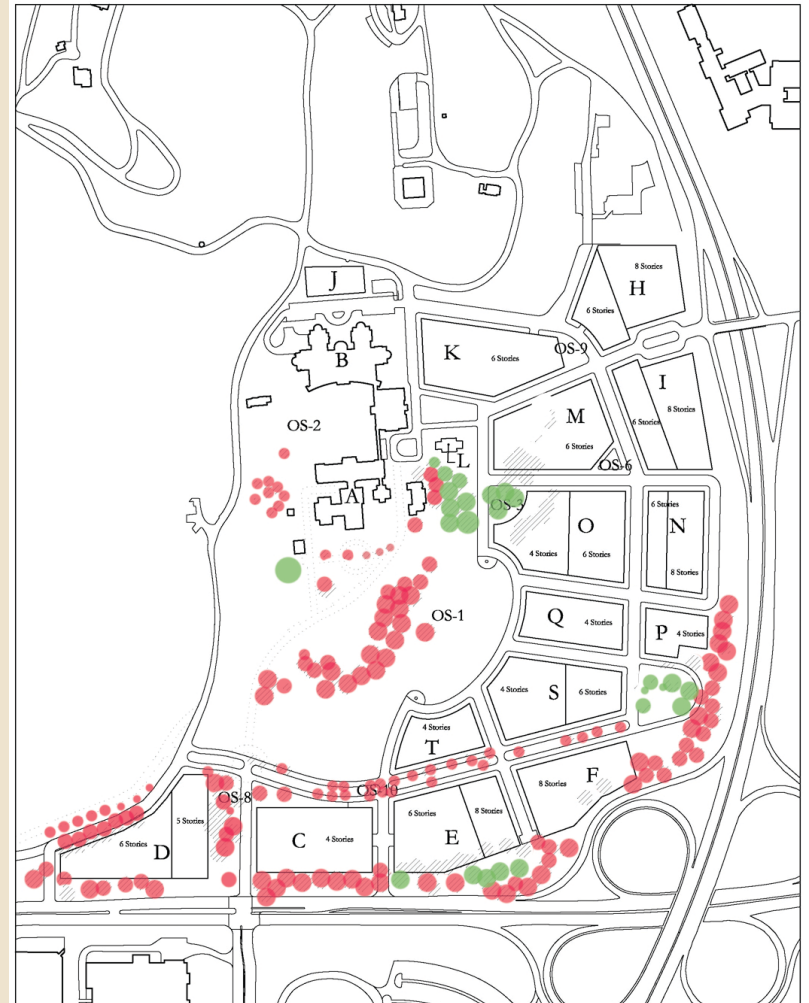 8 Stories
H
J
6 Stories
OS-9
B
K
6 Stories
I
8 Stories
M
6 Stories
OS-2
6 Stories
L
OS-6
A
OS-3
6 Stories
O
N
4 Stories
6 Stories
8 Stories
OS-1
Q
4 Stories
P
4 Stories
4 Stories
S
6 Stories
4 Stories
T
F
8 Stories
OS-8
OS-10
5 Stories
6 Stories
8 Stories
6 Stories
D
C
4 Stories
E